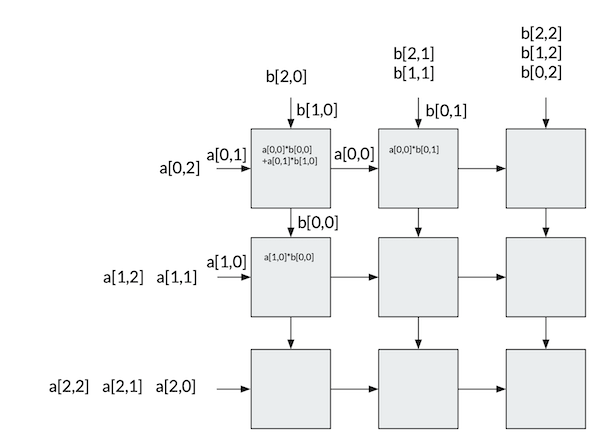 b[2,2]
b[2,1] b[1,2]
b[2,0] b[1,1] b[0,2]
b[1,0] b[0,1]
a[0,2] a[0,1] a[0,0]*b[0,0] a[0,0] a[0,0]*b[0,1]
+a[0,1]*b[1,0]
b[0,0]
a[1,2] a[1,1] a[1,0] a[1,0]*b[0,0]
a[2,2] a[2,1] a[2,0]